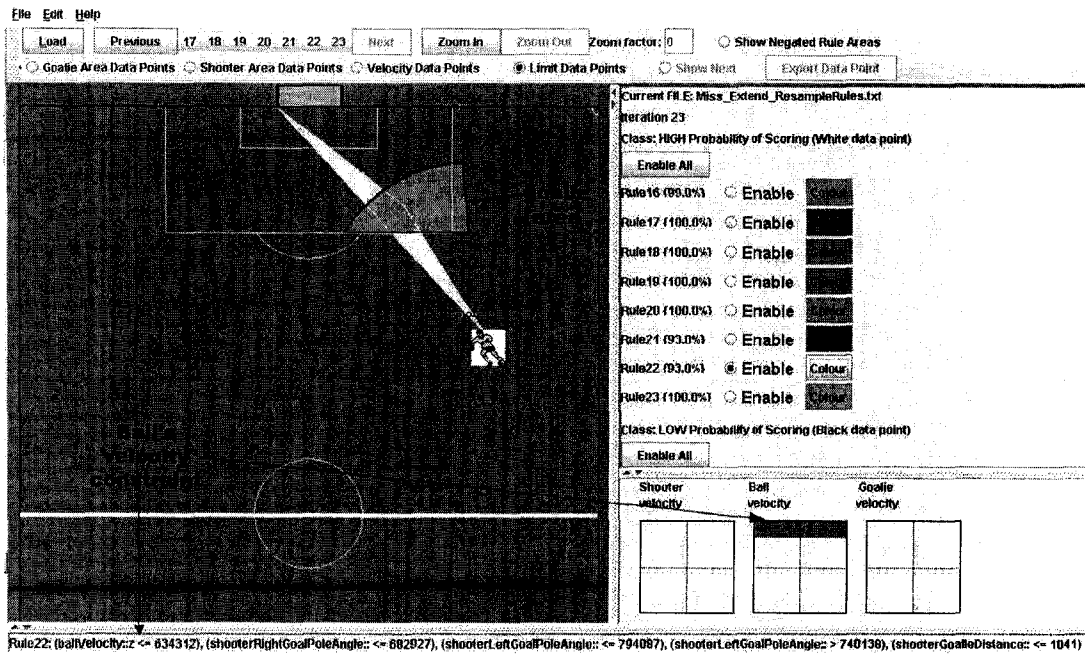 File Edit Help
Load Previous 17 18 19 20 21 22 23 Next Zoom In Zoom Out Zoom factor: 0 Show Negated Rule Areas
Goalie Area Data Points Shooter Area Data Points Velocity Data Points Limit Data Points Show Next Export Data Point
Current FILE: Miss_Extend_ResampleRules.txt
Iteration 23
Class: HIGH Probability of Scoring (White data point)
Enable All
Rule16 (99.0%) Enable Colour
Rule17 (100.0%) Enable
Rule18 (100.0%) Enable
Rule19 (100.0%) Enable
Rule20 (100.0%) Enable
Rule21 (93.0%) Enable
Rule22 (93.0%) Enable Colour
Rule23 (100.0%) Enable Colour
Class: LOW Probability of Scoring (Black data point)
Enable All
Ball's
velocity
constraint
Shooter velocity
Ball velocity
Goalie velocity
Rule22: (ballVelocity::z <= 634312), (shooterRightGoalPoleAngle:: <= 682927), (shooterLeftGoalPoleAngle:: <= 794087), (shooterLeftGoalPoleAngle:: > 740138), (shooterGoalieDistance:: <= 1041)